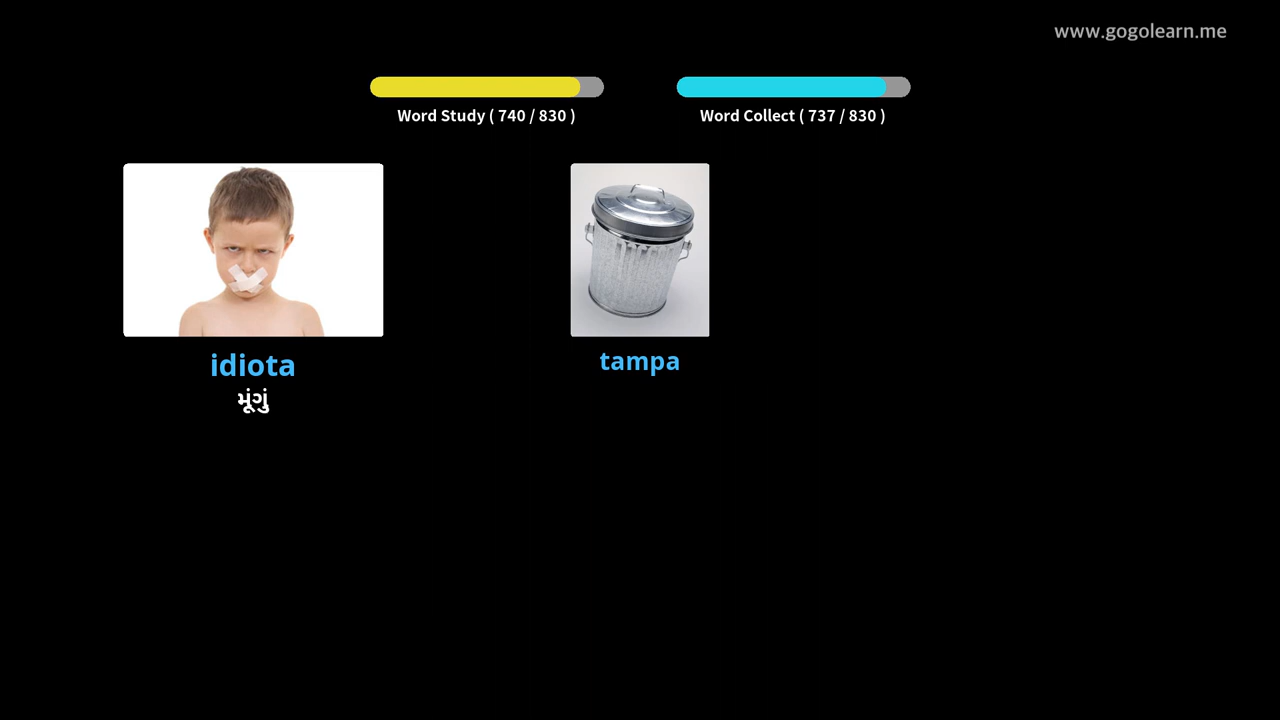 www.gogolearn.me
Word Study ( 740 / 830 )
Word Collect ( 737 / 830 )
idiota
મૂંગું
tampa